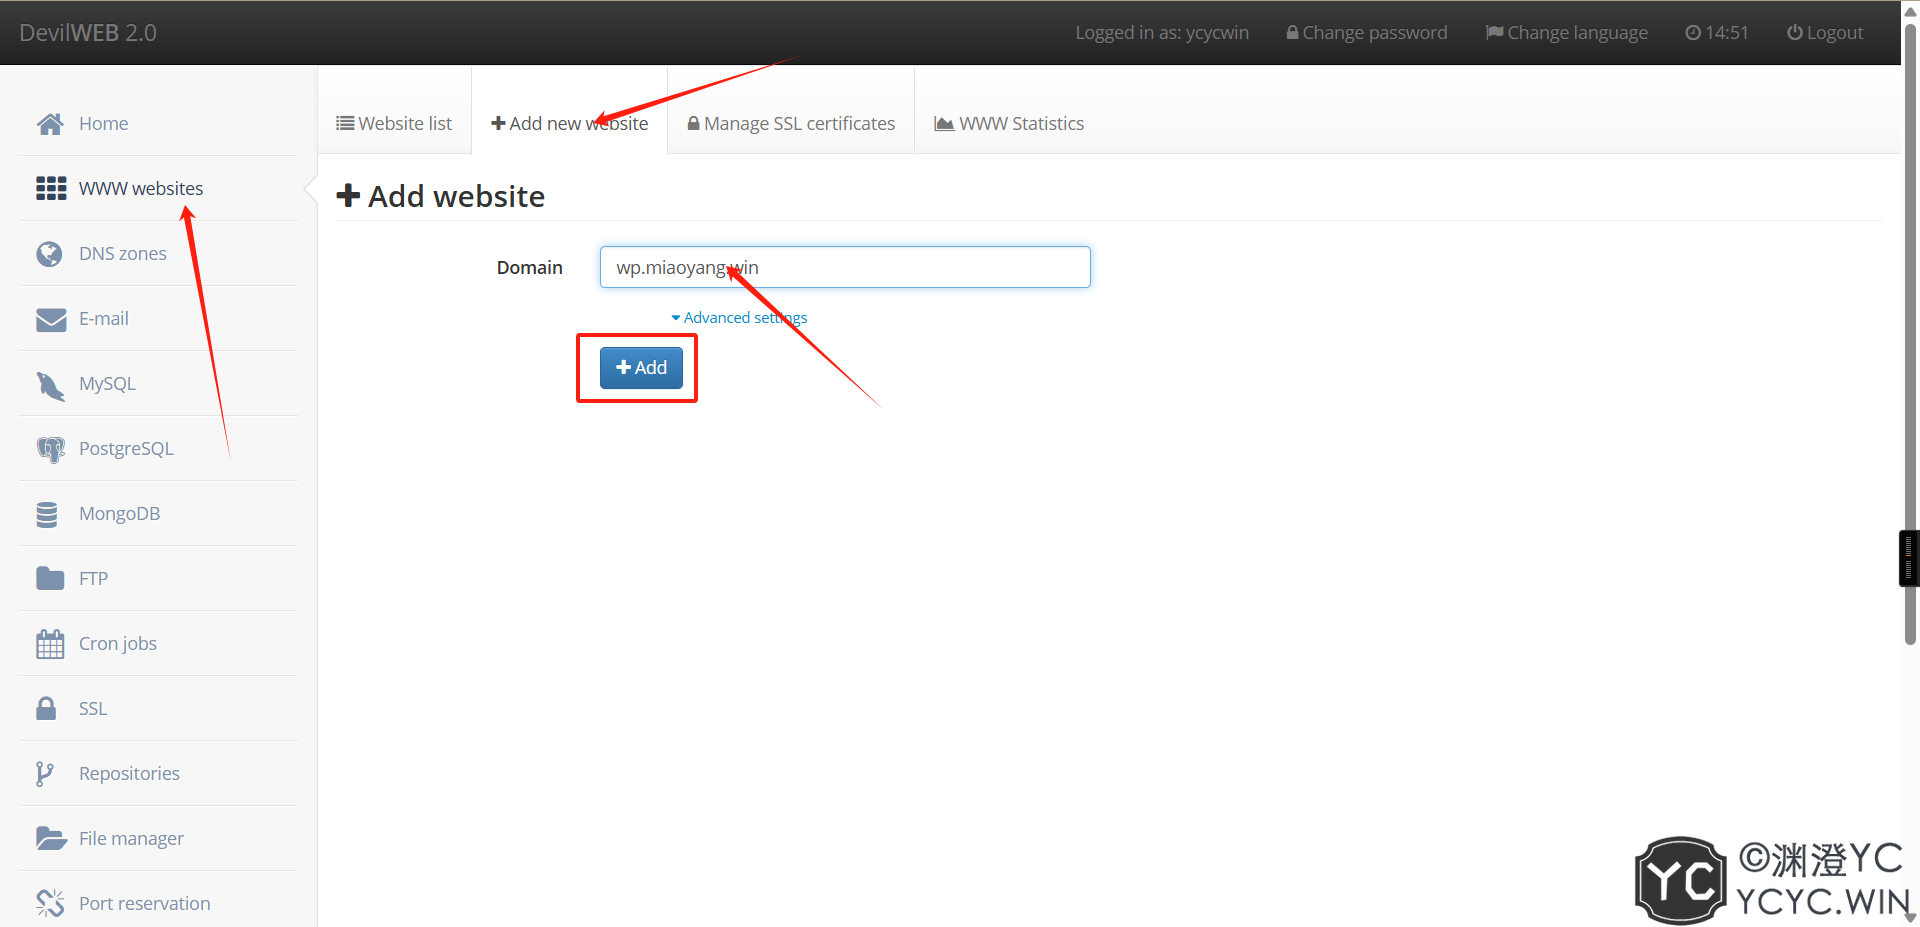 DevilWEB 2.0
Logged in as: ycycwin
Change password
Change language
14:51
Logout
Home
WWW websites
DNS zones
E-mail
MySQL
PostgreSQL
MongoDB
FTP
Cron jobs
SSL
Repositories
File manager
Port reservation
Website list
Add new website
Manage SSL certificates
WWW Statistics
Add website
Domain
wp.miaoyang.win
Advanced settings
Add
YC
©渊澄YC
YCYC.WIN